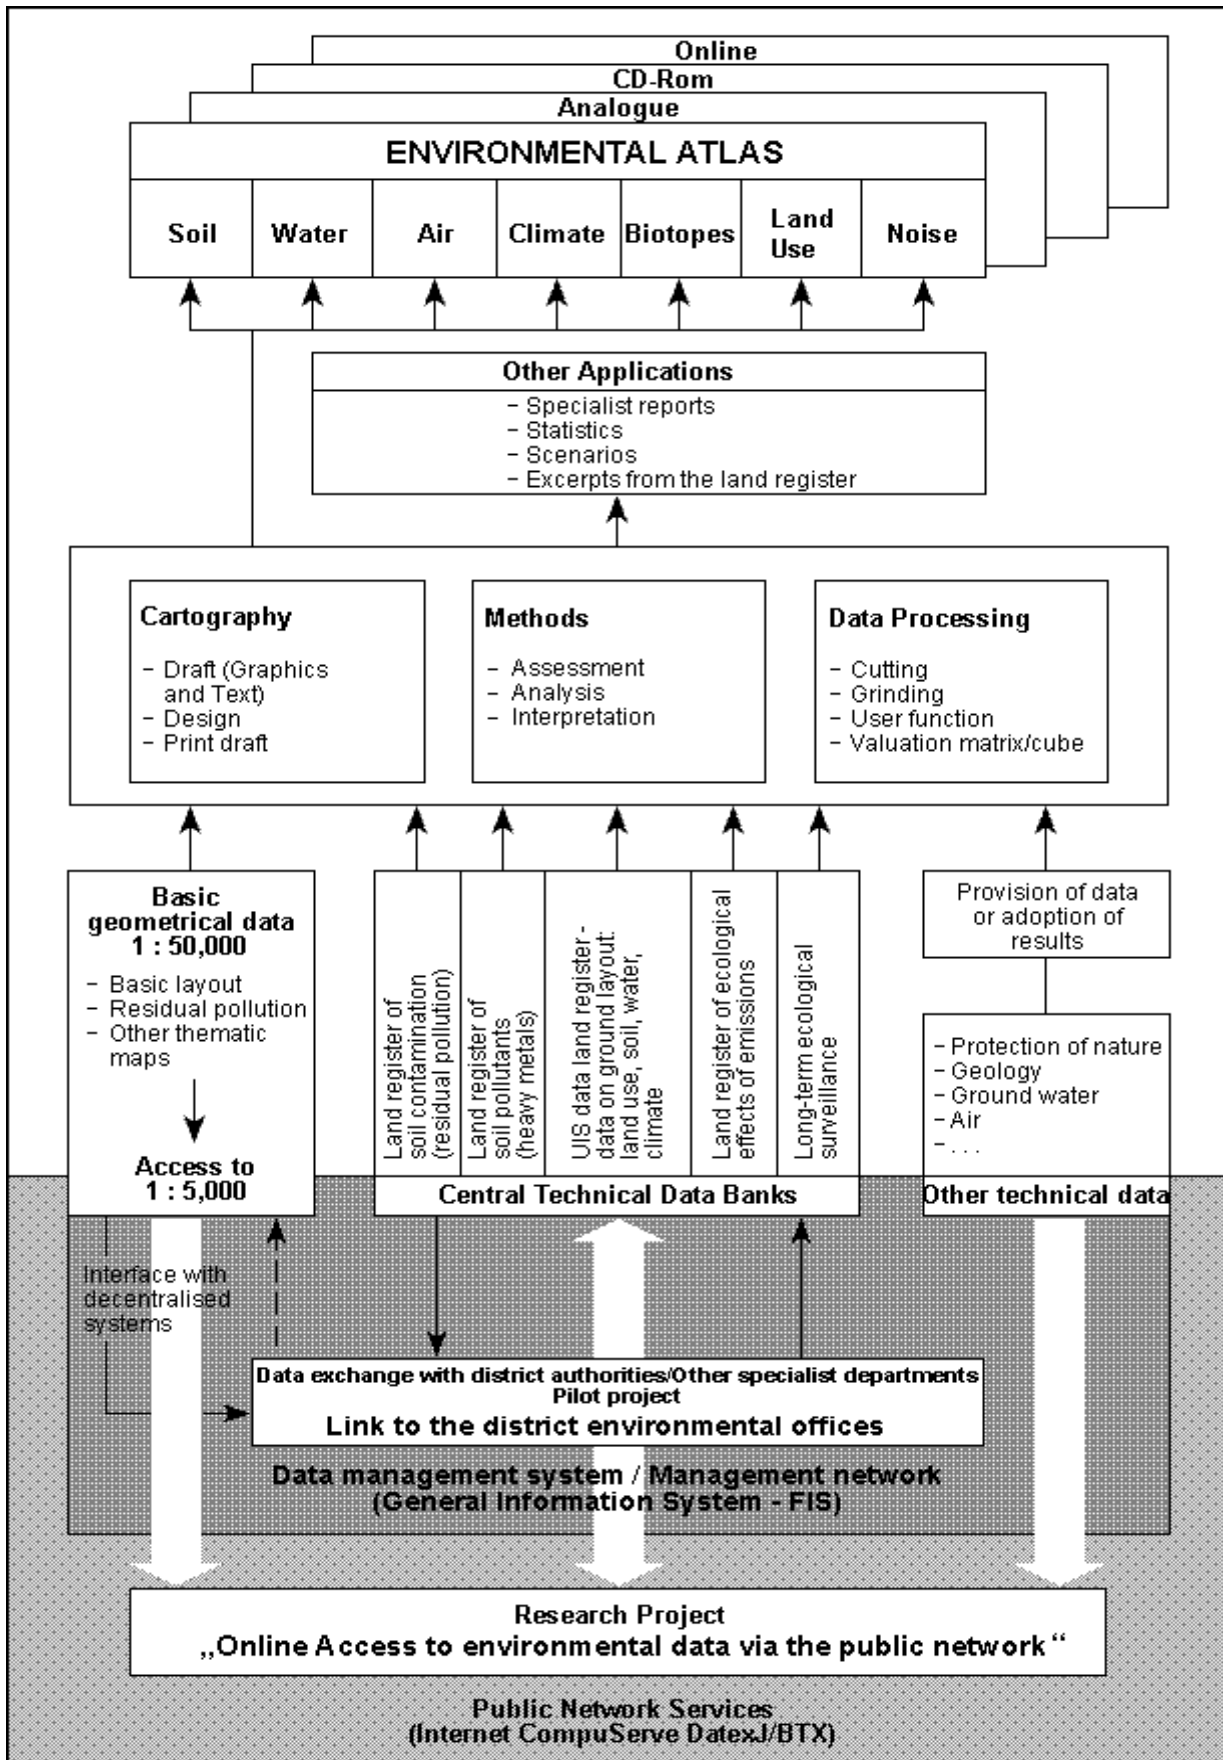 Online
CD-Rom
Analogue
ENVIRONMENTAL ATLAS
Soil
Water
Air
Climate
Biotopes
Land
Use
Noise
Other Applications
– Specialist reports
– Statistics
– Scenarios
– Excerpts from the land register
Cartography
– Draft (Graphics
and Text)
– Design
– Print draft
Methods
– Assessment
– Analysis
– Interpretation
Data Processing
– Cutting
– Grinding
– User function
– Valuation matrix/cube
Basic
geometrical data
1 : 50,000
– Basic layout
– Residual pollution
– Other thematic
maps
Access to
1 : 5,000
Land register of
soil contamination
(residual pollution)
Land register of
soil pollutants
(heavy metals)
UIS data land register -
data on ground layout:
land use, soil, water,
climate
Land register of ecological
effects of emissions
Long-term ecological
surveillance
Central Technical Data Banks
Provision of data
or adoption of
results
– Protection of nature
– Geology
– Ground water
– Air
– . . .
Other technical data
Interface with
decentralised
systems
Data exchange with district authorities/Other specialist departments
Pilot project
Link to the district environmental offices
Data management system / Management network
(General Information System - FIS)
Research Project
„Online Access to environmental data via the public network“
Public Network Services
(Internet CompuServe DatexJ/BTX)